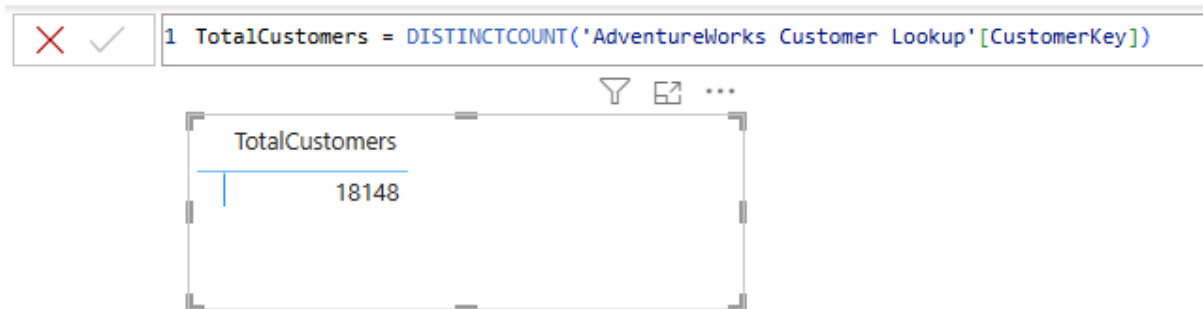 1 TotalCustomers = DISTINCTCOUNT('AdventureWorks Customer Lookup'[CustomerKey])
TotalCustomers
18148